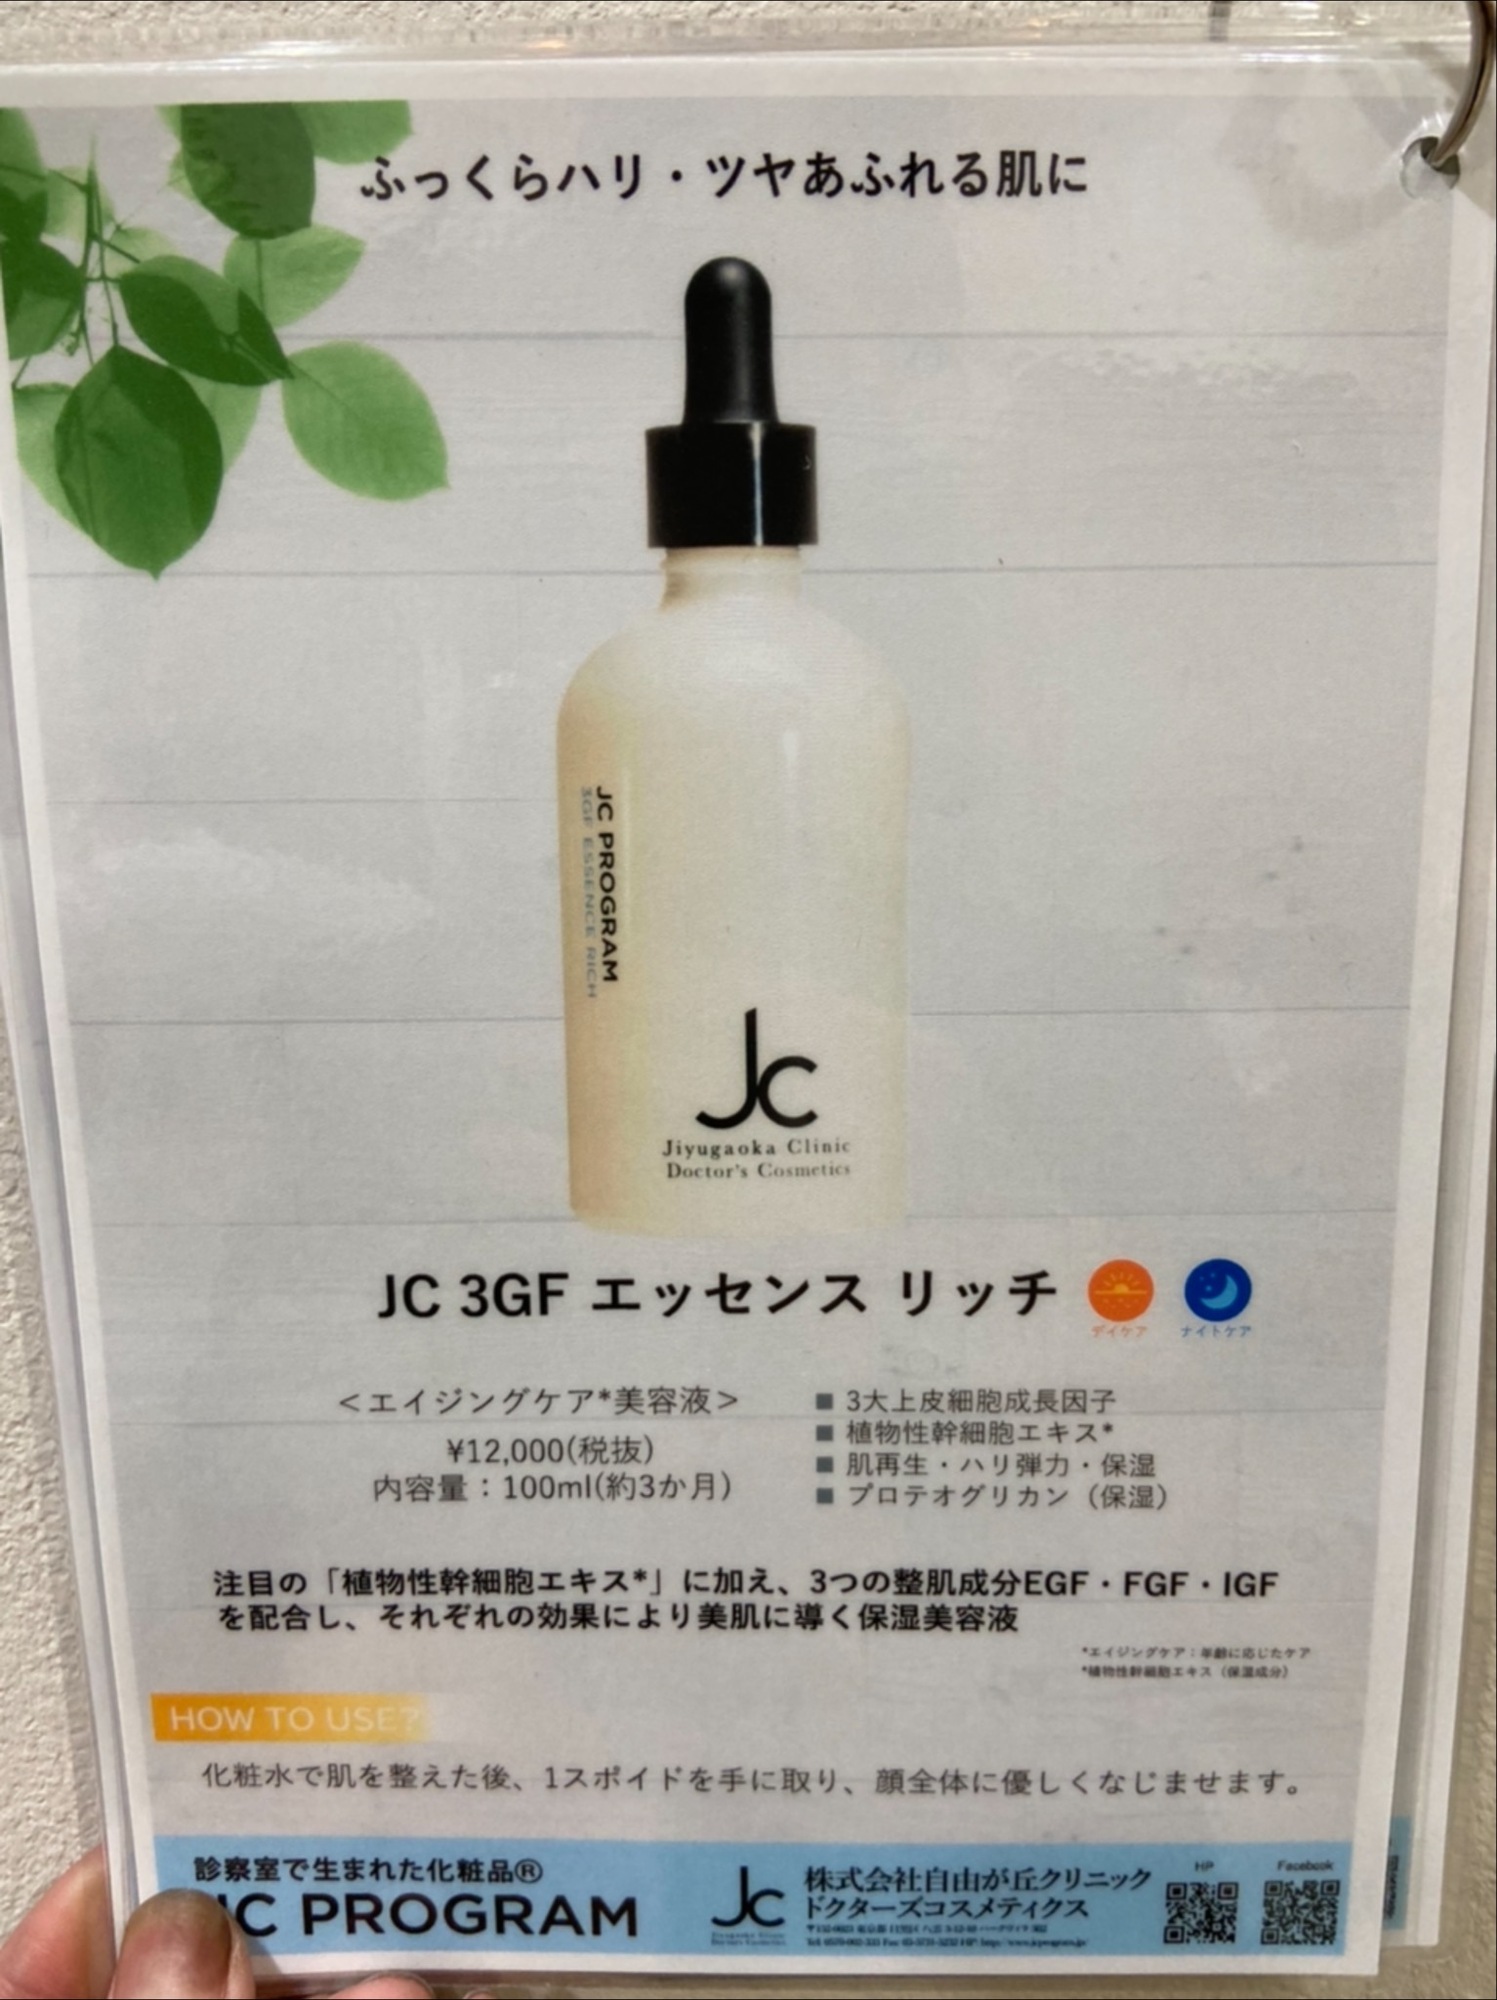 ふっくらハリ・ツヤあふれる肌に
JC PROGRAM
3GF ESSENCE RICH
Jc
Jiyugaoka Clinic
Doctor's Cosmetics
JC 3GF エッセンス リッチ
デイケア
ナイトケア
＜エイジングケア*美容液＞
¥12,000(税抜)
内容量：100ml(約3か月)
■ 3大上皮細胞成長因子
■ 植物性幹細胞エキス*
■ 肌再生・ハリ弾力・保湿
■ プロテオグリカン（保湿）
注目の「植物性幹細胞エキス*」に加え、3つの整肌成分EGF・FGF・IGF
を配合し、それぞれの効果により美肌に導く保湿美容液
*エイジングケア：年齢に応じたケア
*植物性幹細胞エキス（保湿成分）
HOW TO USE?
化粧水で肌を整えた後、1スポイドを手に取り、顔全体に優しくなじませます。
診察室で生まれた化粧品®
JC PROGRAM
Jc
株式会社自由が丘クリニック
ドクターズコスメティクス
HP
Facebook